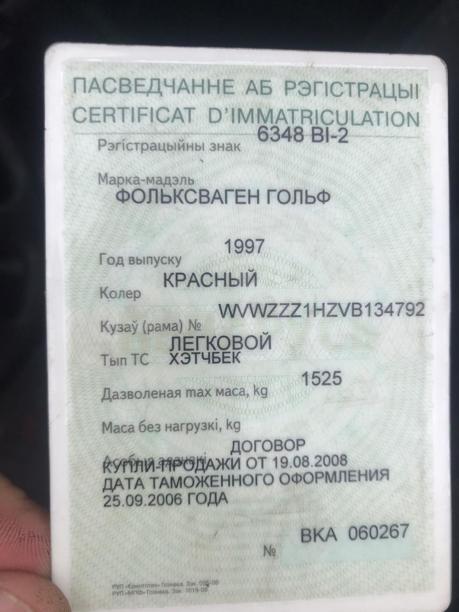 ПАСВЕДЧАННЕ АБ РЭГІСТРАЦЫІ
CERTIFICAT D'IMMATRICULATION
Рэгістрацыйны знак 6348 BI-2
Марка-мадэль
ФОЛЬКСВАГЕН ГОЛЬФ
Год выпуску 1997
Колер КРАСНЫЙ
Кузаў (рама) № WVWZZZ1HZVB134792
ЛЕГКОВОЙ
Тып ТС ХЭТЧБЕК
Дазволеная max маса, kg 1525
Маса без нагрузкі, kg
ДОГОВОР
КУПЛИ-ПРОДАЖИ ОТ 19.08.2008
ДАТА ТАМОЖЕННОГО ОФОРМЛЕНИЯ
25.09.2006 ГОДА
№ BKA 060267